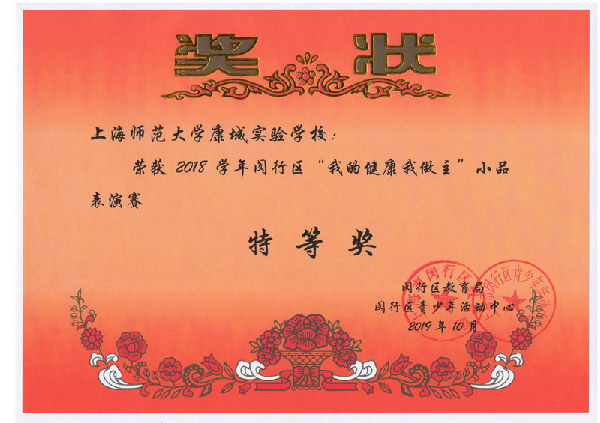 奖状
上海师范大学康城实验学校：
荣获 2018 学年闵行区“我的健康我做主”小品
表演赛
特等奖
闵行区教育局
闵行区青少年活动中心
2019 年 10 月